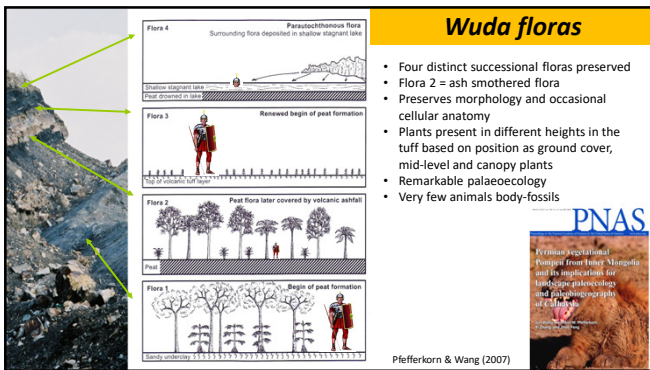 Wuda floras
Flora 4
Parautochthonous flora
Surrounding flora deposited in shallow stagnant lake
Shallow stagnant lake
Peat drowned in lake
Flora 3
Renewed begin of peat formation
Top of volcanic tuff layer
Flora 2
Peat flora later covered by volcanic ashfall
Peat
Flora 1
Begin of peat formation
Sandy underclay
• Four distinct successional floras preserved
• Flora 2 = ash smothered flora
• Preserves morphology and occasional
cellular anatomy
• Plants present in different heights in the
tuff based on position as ground cover,
mid-level and canopy plants
• Remarkable palaeoecology
• Very few animals body-fossils
PNAS
Permian vegetational
Pompeii from Inner Mongolia
and its implications for
landscape paleoecology
and paleobiogeography
of Cathaysia
Pfefferkorn & Wang (2007)